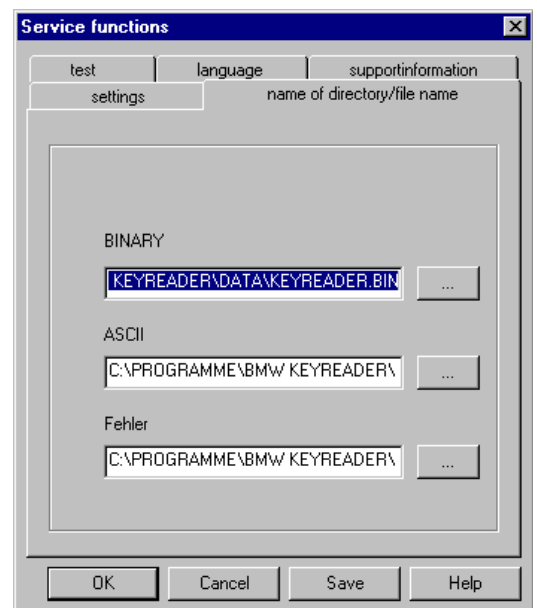 Service functions
test language supportinformation
settings name of directory/file name
BINARY
KEYREADER\DATA\KEYREADER.BIN ...
ASCII
C:\PROGRAMME\BMW KEYREADER\ ...
Fehler
C:\PROGRAMME\BMW KEYREADER\ ...
OK Cancel Save Help